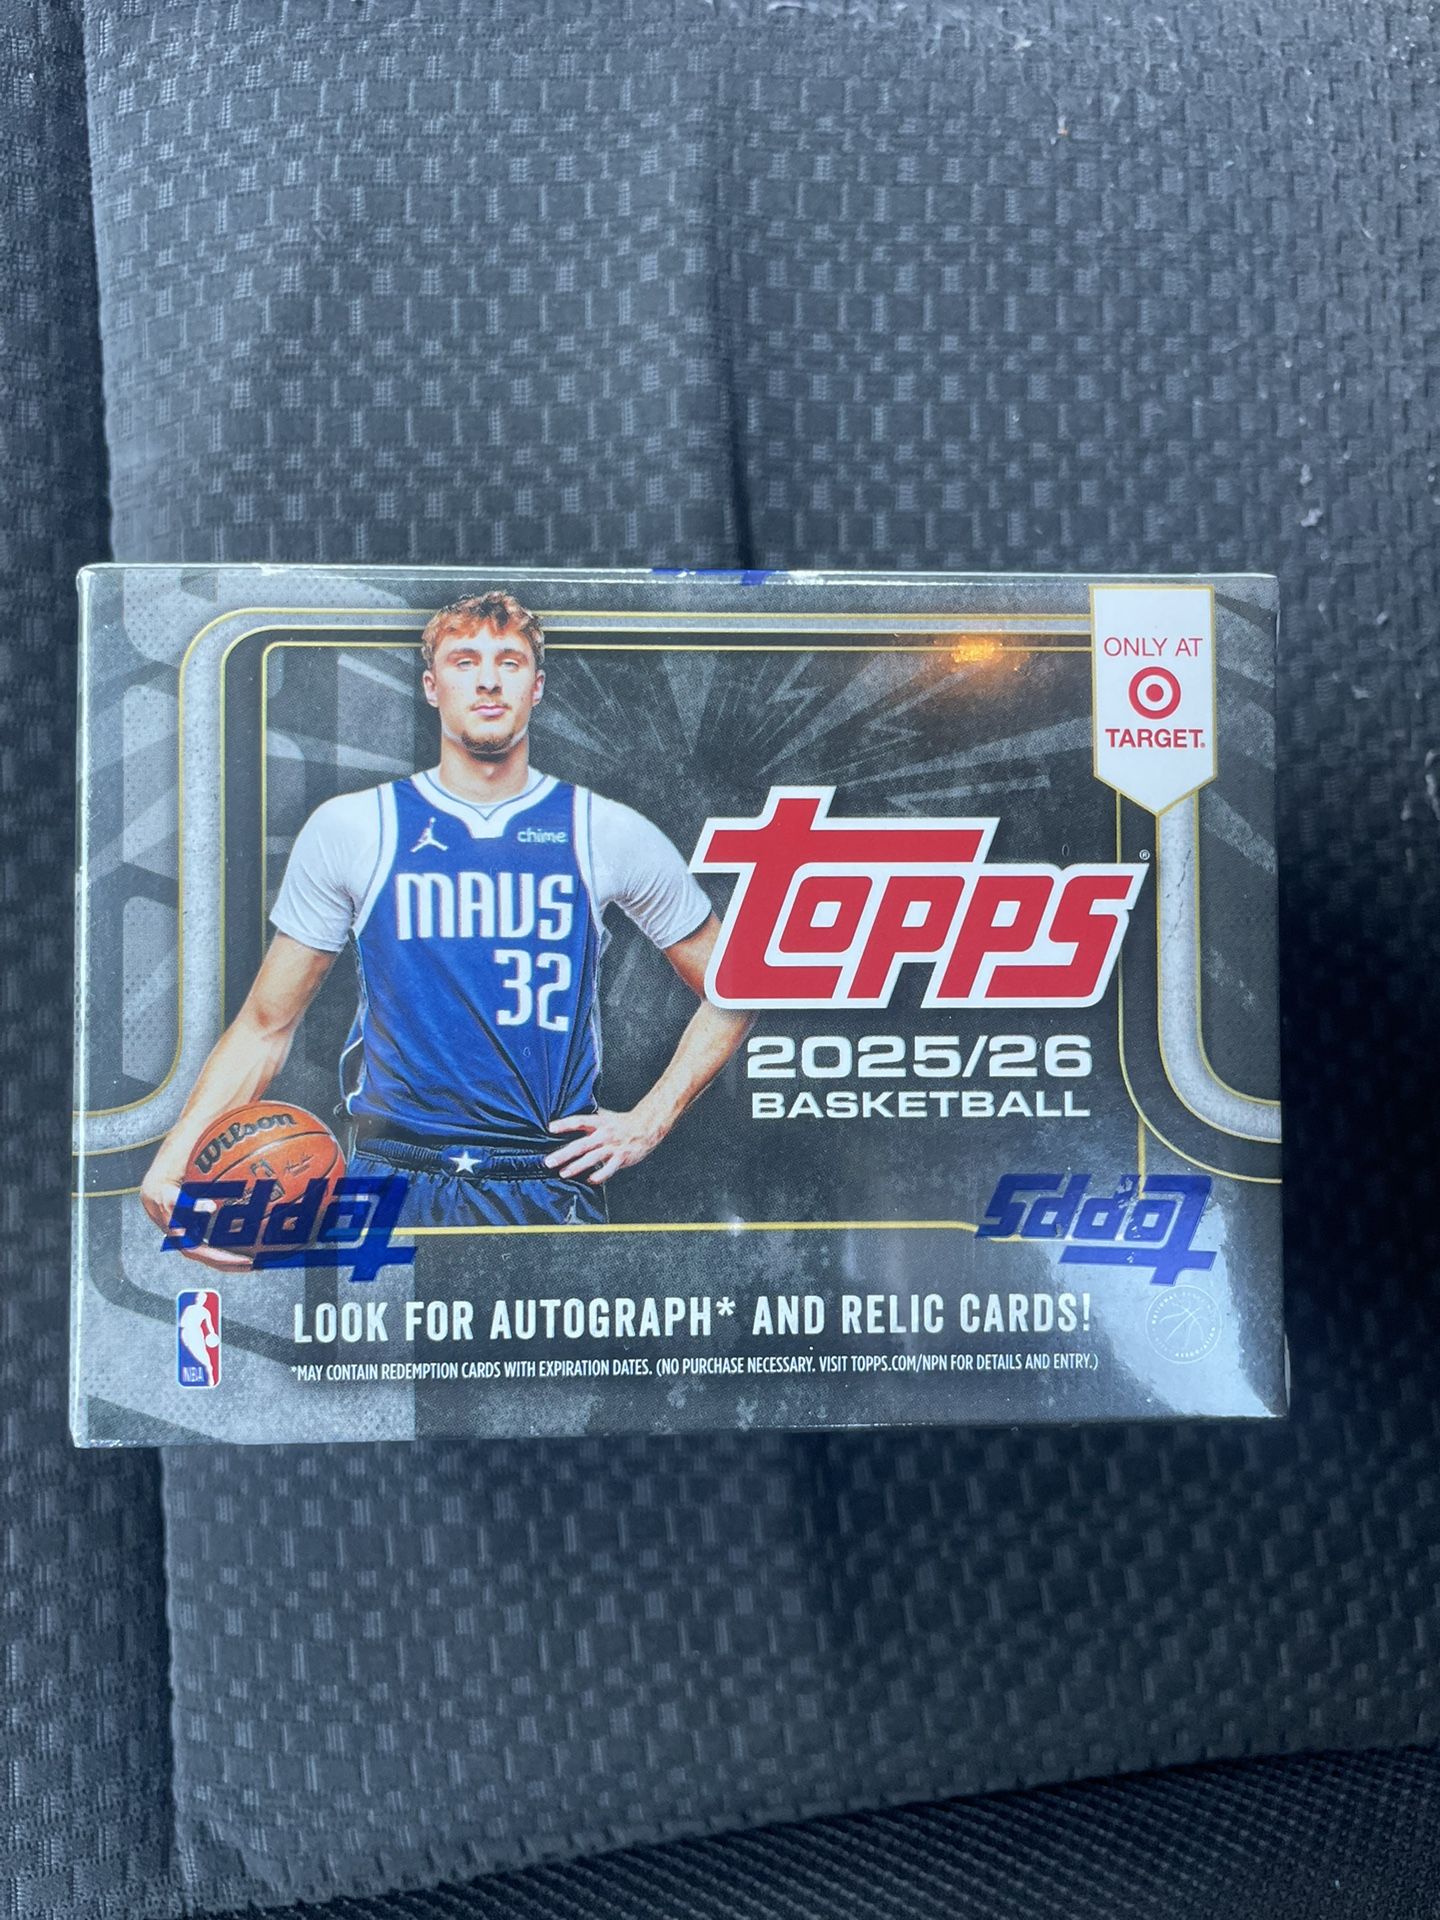 ONLY AT
TARGET.
chime
MAVS
32
TOPPS
®
2025/26
BASKETBALL
Wilson
TOPPS
TOPPS
LOOK FOR AUTOGRAPH* AND RELIC CARDS!
NBA
*MAY CONTAIN REDEMPTION CARDS WITH EXPIRATION DATES. (NO PURCHASE NECESSARY. VISIT TOPPS.COM/NPN FOR DETAILS AND ENTRY.)